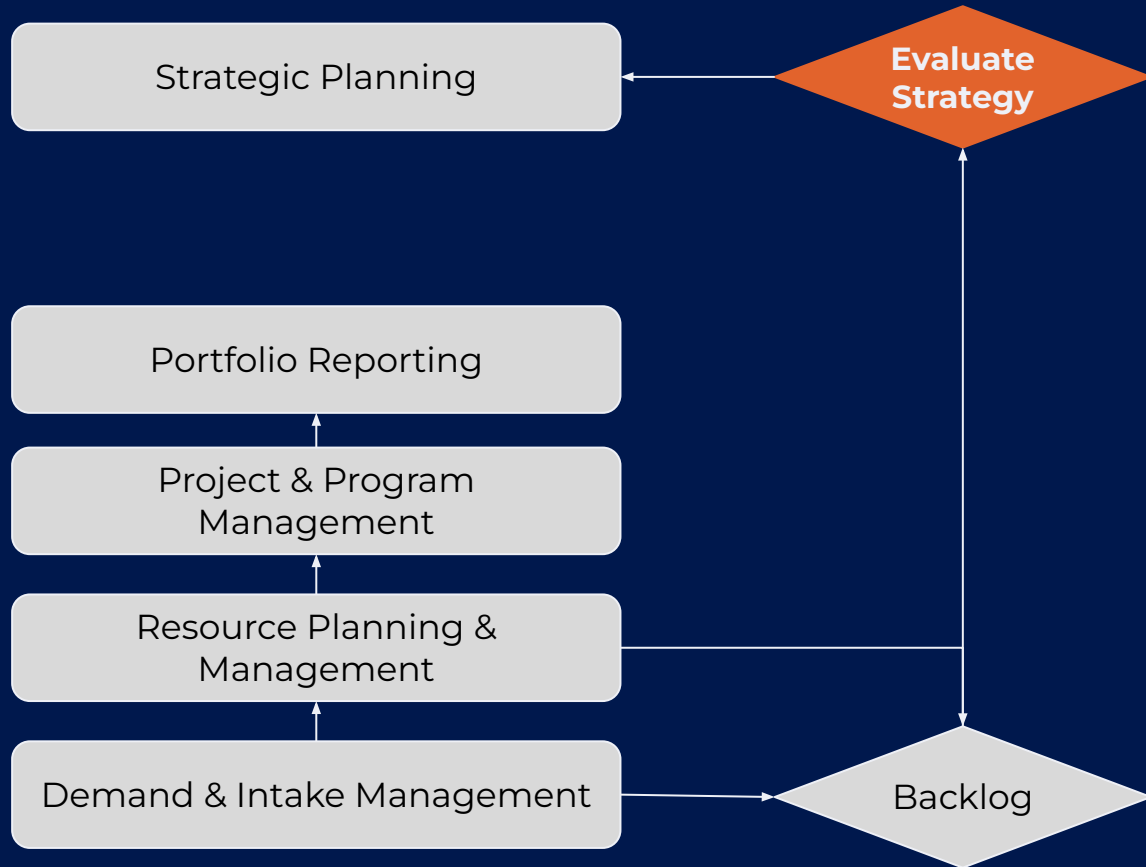 Strategic Planning
Evaluate
Strategy
Portfolio Reporting
Project & Program
Management
Resource Planning &
Management
Demand & Intake Management
Backlog